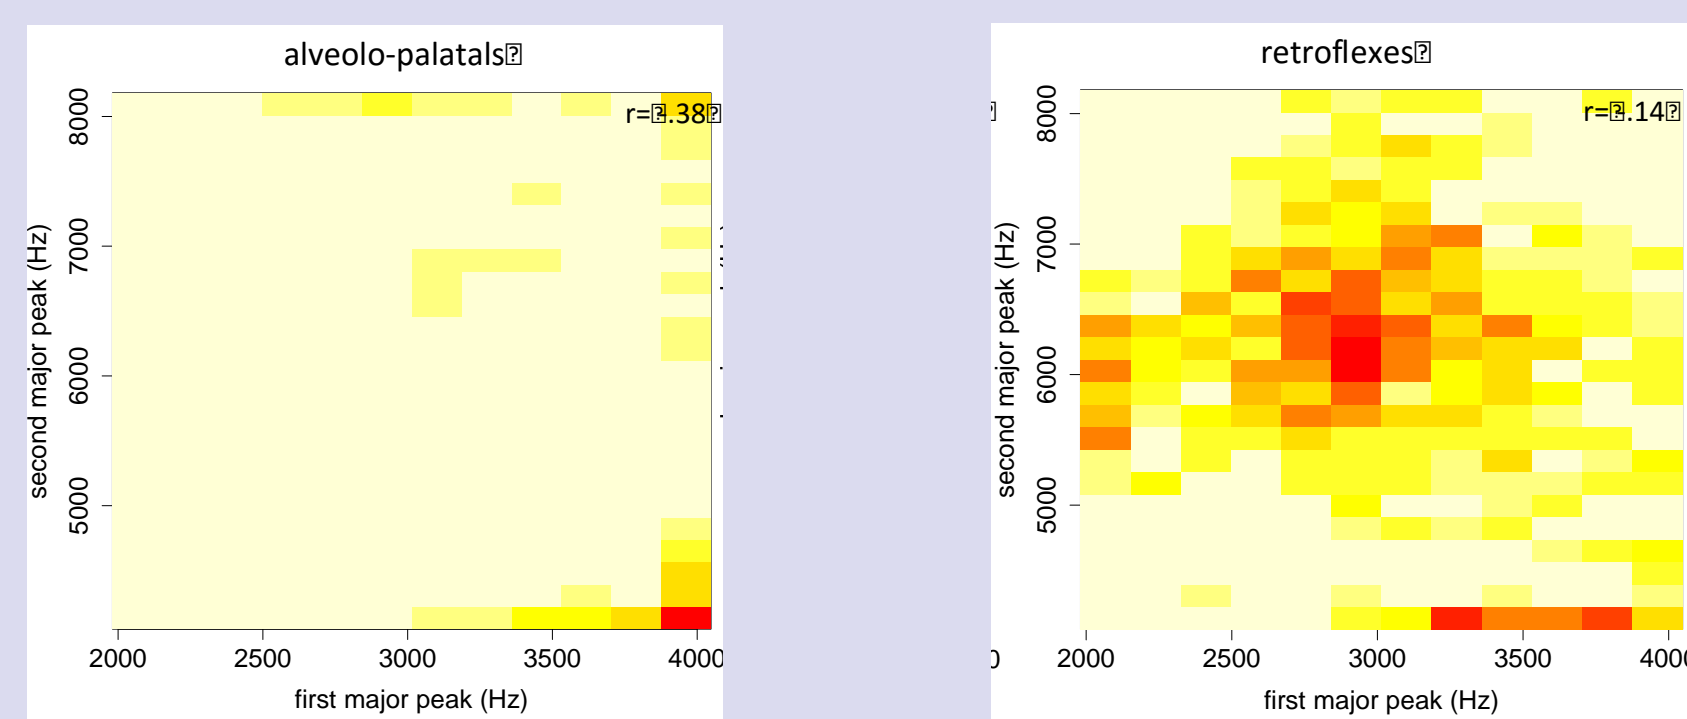 alveolo-palatals⍰
r=⍰.38⍰
second major peak (Hz)
8000
7000
6000
5000
2000 2500 3000 3500 4000
first major peak (Hz)
retroflexes⍰
r=⍰.14⍰
second major peak (Hz)
8000
7000
6000
5000
2000 2500 3000 3500 4000
first major peak (Hz)